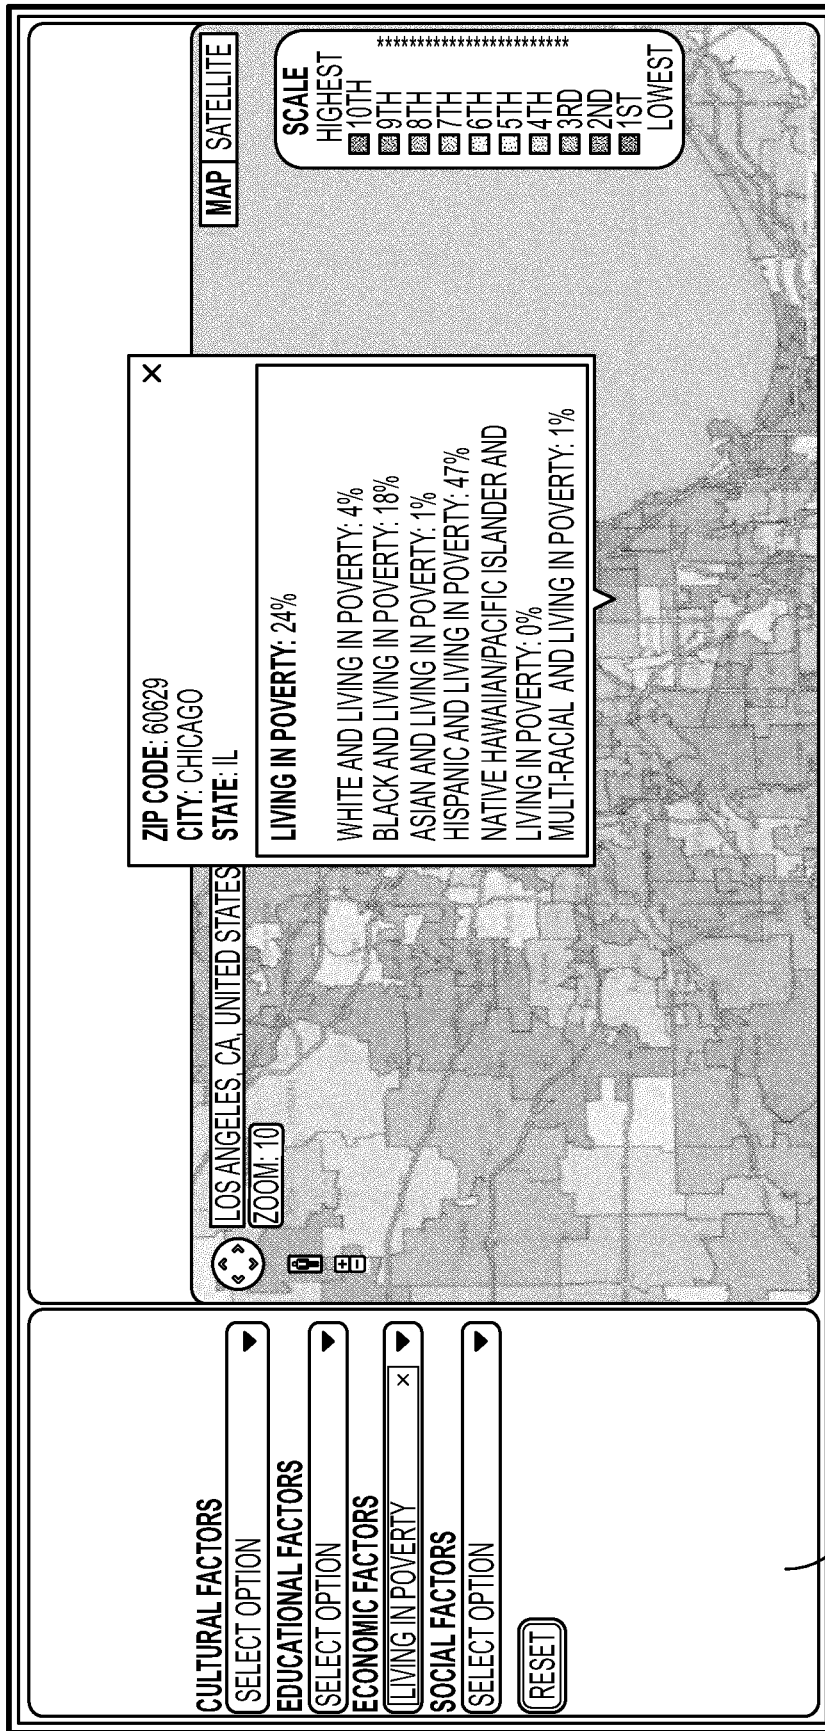 CULTURAL FACTORS
SELECT OPTION
EDUCATIONAL FACTORS
SELECT OPTION
ECONOMIC FACTORS
LIVING IN POVERTY ×
SOCIAL FACTORS
SELECT OPTION
RESET
LOS ANGELES, CA, UNITED STATES
ZOOM: 10
ZIP CODE: 60629
CITY: CHICAGO
STATE: IL
×
LIVING IN POVERTY: 24%
WHITE AND LIVING IN POVERTY: 4%
BLACK AND LIVING IN POVERTY: 18%
ASIAN AND LIVING IN POVERTY: 1%
HISPANIC AND LIVING IN POVERTY: 47%
NATIVE HAWAIIAN/PACIFIC ISLANDER AND
LIVING IN POVERTY: 0%
MULTI-RACIAL AND LIVING IN POVERTY: 1%
MAP | SATELLITE
SCALE
HIGHEST
10TH
9TH
8TH
7TH
6TH
5TH
4TH
3RD
2ND
1ST
LOWEST
************************